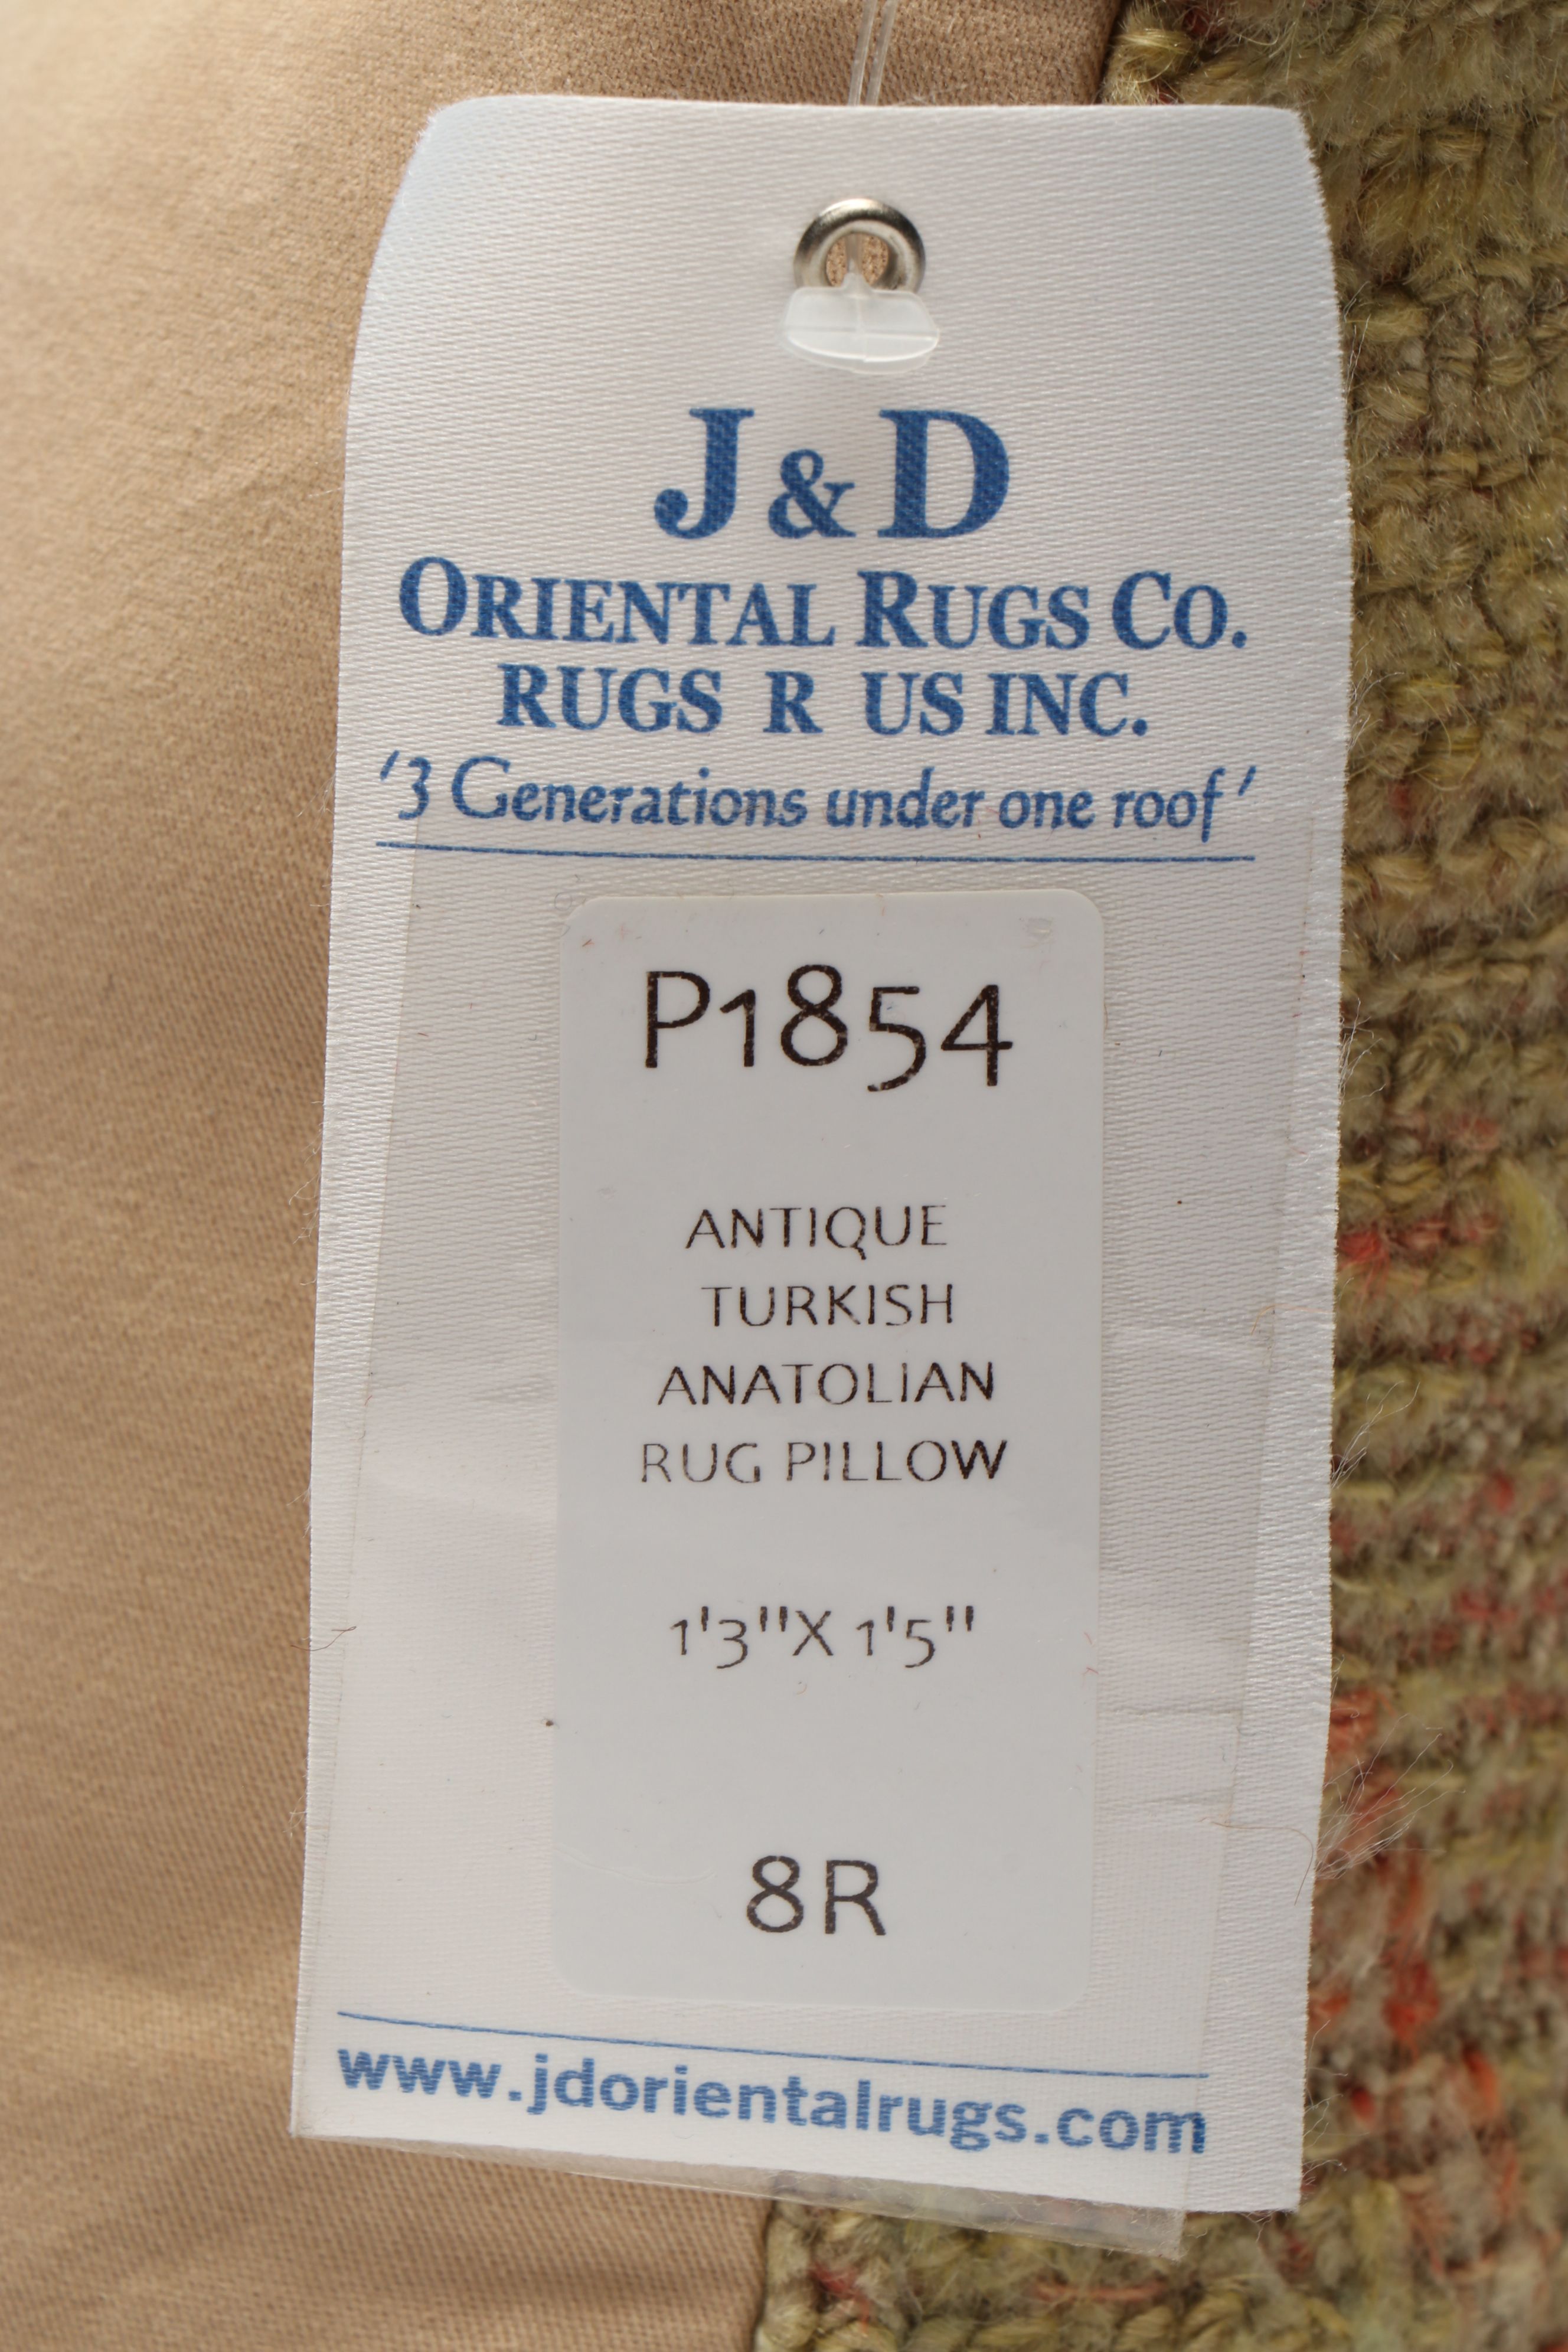 J & D
ORIENTAL RUGS CO.
RUGS R US INC.
'3 Generations under one roof'
P1854
ANTIQUE
TURKISH
ANATOLIAN
RUG PILLOW
1'3"X 1'5"
8R
www.jdorientalrugs.com